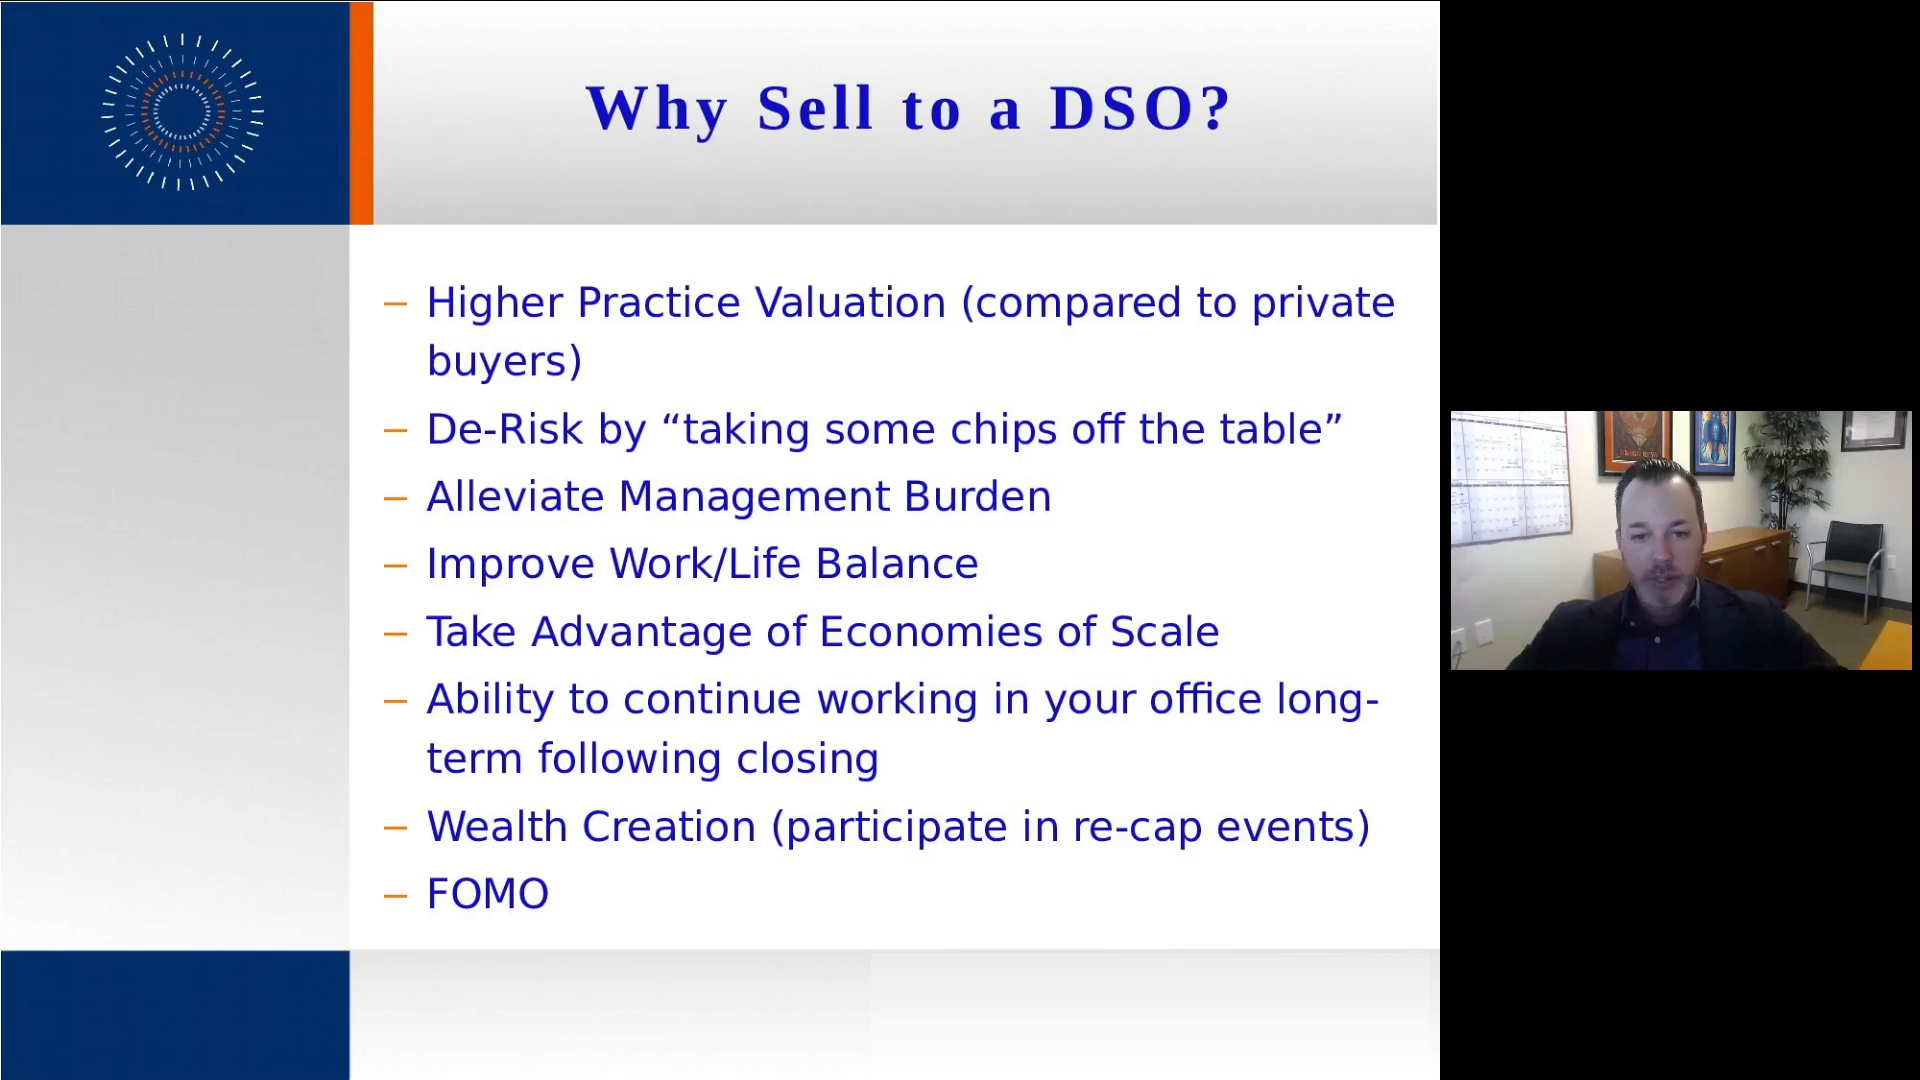 Why Sell to a DSO?
– Higher Practice Valuation (compared to private
buyers)
– De-Risk by “taking some chips off the table”
– Alleviate Management Burden
– Improve Work/Life Balance
– Take Advantage of Economies of Scale
– Ability to continue working in your office long-
term following closing
– Wealth Creation (participate in re-cap events)
– FOMO